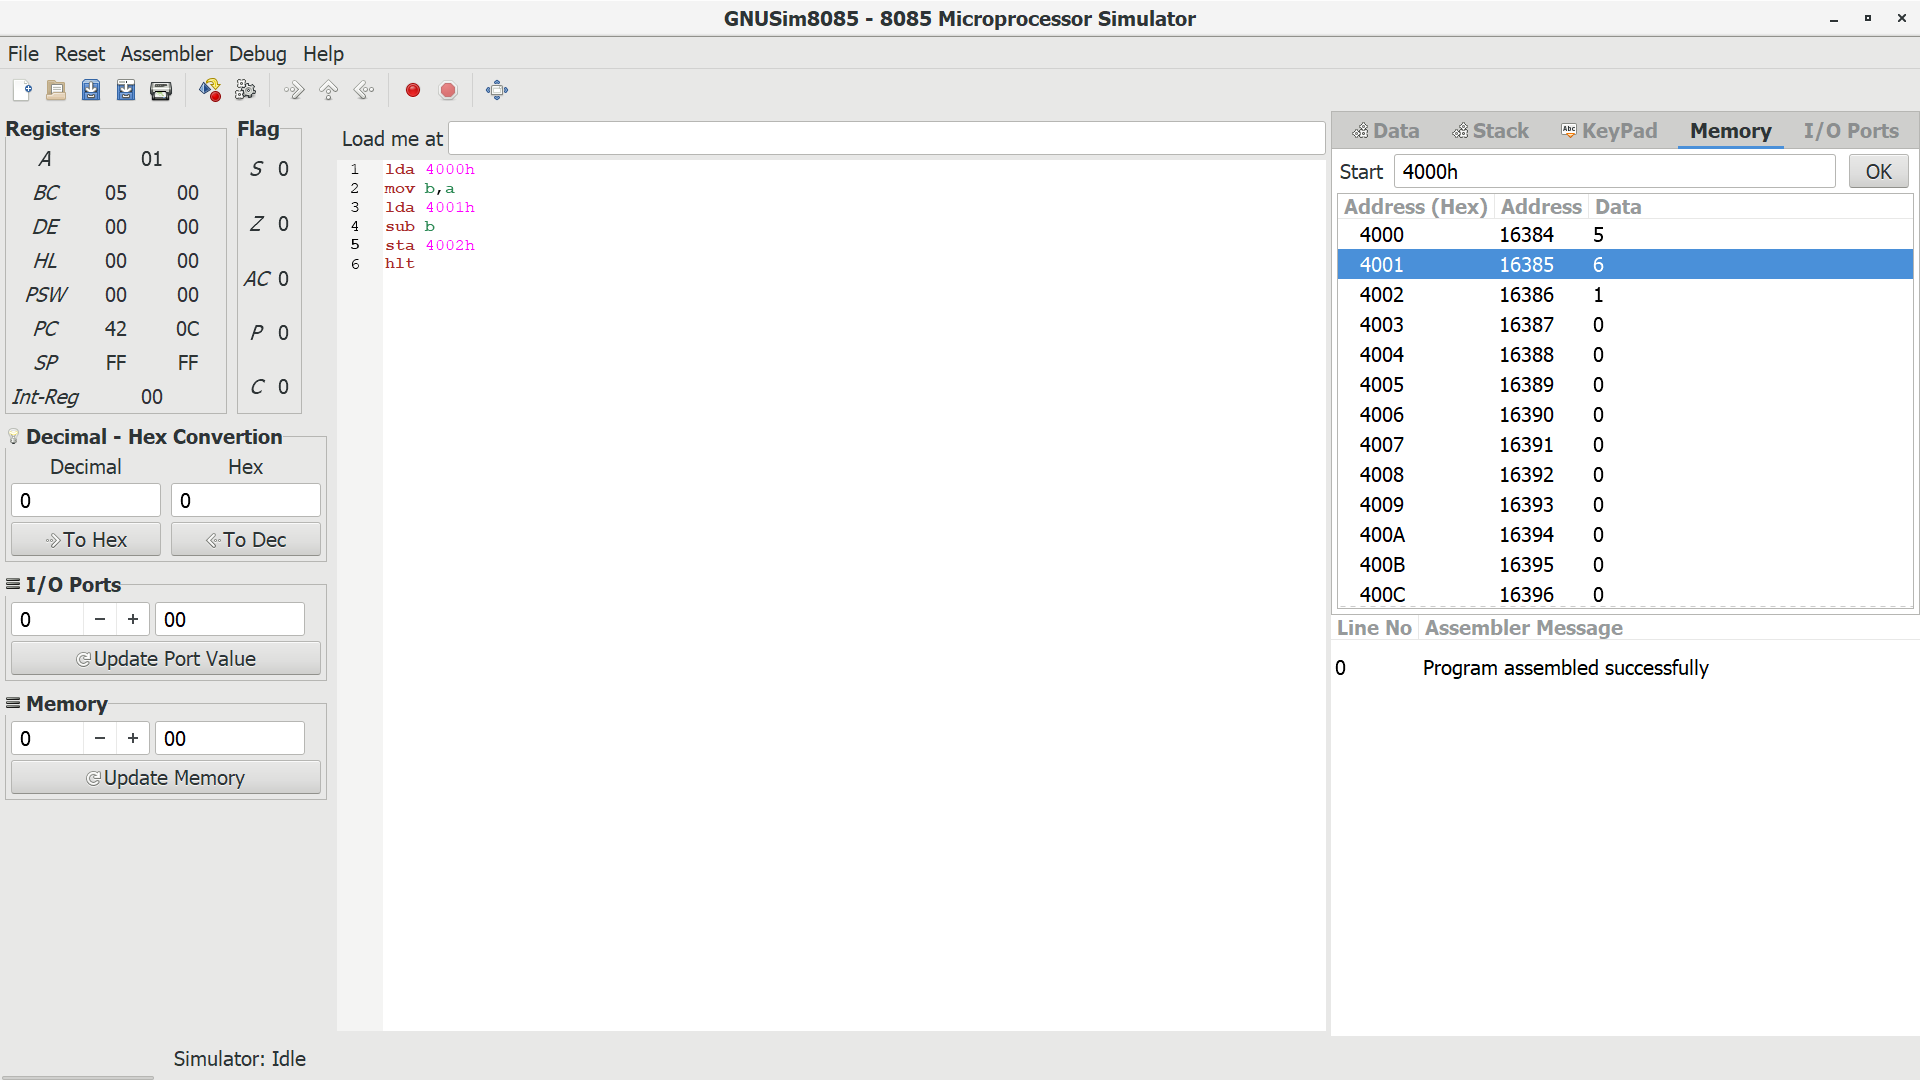 GNUSim8085 - 8085 Microprocessor Simulator
File Reset Assembler Debug Help
Registers
A 01
BC 05 00
DE 00 00
HL 00 00
PSW 00 00
PC 42 0C
SP FF FF
Int-Reg 00
Flag
S 0
Z 0
AC 0
P 0
C 0
Decimal - Hex Convertion
Decimal Hex
0 0
To Hex To Dec
I/O Ports
0 − + 00
Update Port Value
Memory
0 − + 00
Update Memory
Load me at
1 lda 4000h
2 mov b,a
3 lda 4001h
4 sub b
5 sta 4002h
6 hlt
Data Stack Abc KeyPad Memory I/O Ports
Start 4000h OK
Address (Hex) Address Data
4000 16384 5
4001 16385 6
4002 16386 1
4003 16387 0
4004 16388 0
4005 16389 0
4006 16390 0
4007 16391 0
4008 16392 0
4009 16393 0
400A 16394 0
400B 16395 0
400C 16396 0
Line No Assembler Message
0 Program assembled successfully
Simulator: Idle